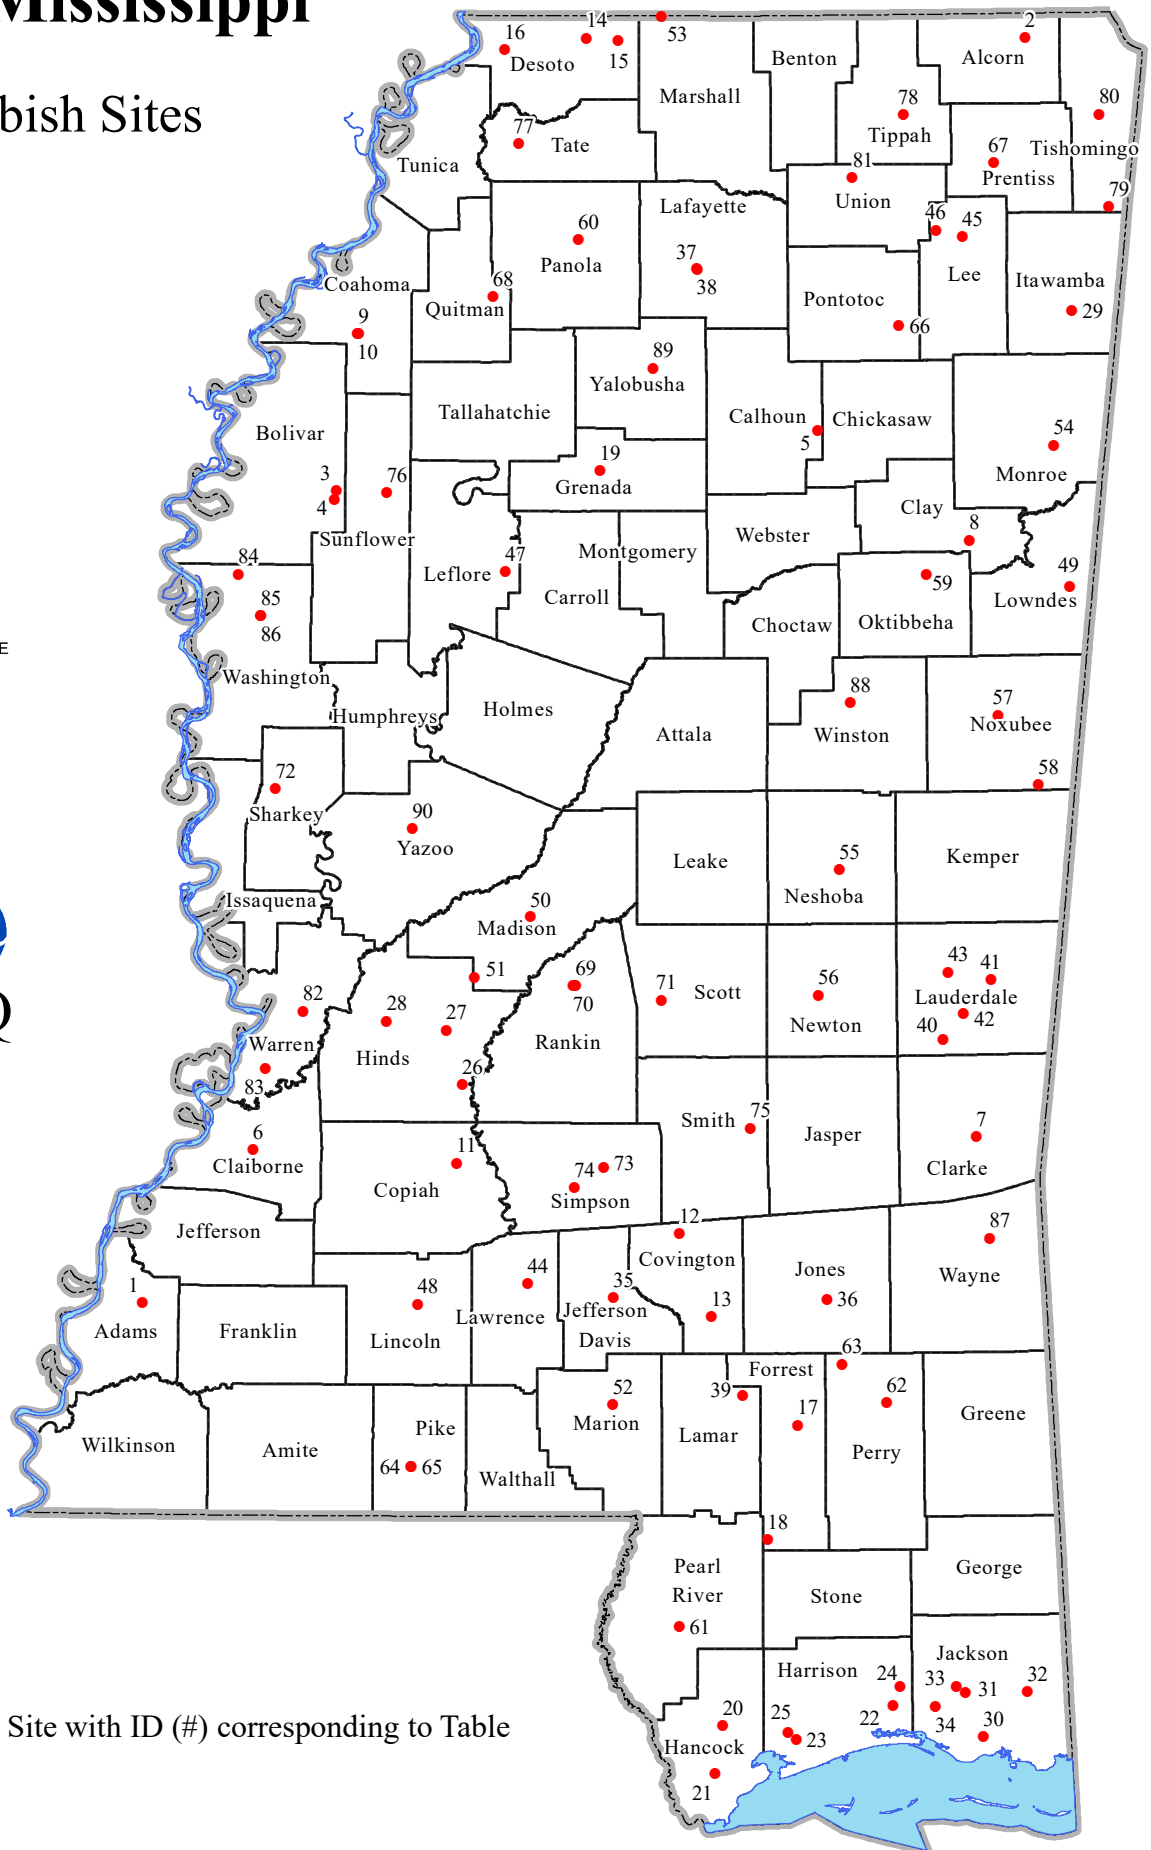 Mississippi
bish Sites
16
14
15
53
2
Desoto
Benton
Alcorn
Marshall
78
80
77
Tate
Tippah
67
Tishomingo
Tunica
81
Prentiss
79
Union
Lafayette
46
45
60
37
38
Panola
Lee
Itawamba
Coahoma
68
Quitman
Pontotoc
66
29
9
10
89
Yalobusha
Tallahatchie
Calhoun
5
Chickasaw
Bolivar
54
Monroe
3
4
76
19
Grenada
Clay
8
Sunflower
Webster
Montgomery
84
Leflore
47
59
49
85
86
Carroll
Choctaw
Oktibbeha
Lowndes
E
Washington
88
57
Humphreys
Holmes
Attala
Winston
Noxubee
72
58
Sharkey
90
Yazoo
Leake
55
Neshoba
Kemper
Issaquena
50
Madison
51
69
70
71
Scott
56
43
41
Lauderdale
82
28
27
Newton
40
42
Warren
Hinds
Rankin
83
26
6
Claiborne
11
Smith
75
Jasper
7
Clarke
Copiah
74
73
Simpson
Jefferson
12
Covington
87
1
44
35
Jones
Wayne
48
Lawrence
Jefferson
Davis
13
36
Adams
Franklin
Lincoln
63
Forrest
52
39
17
62
Wilkinson
Amite
Pike
Marion
Lamar
Perry
Greene
64
65
Walthall
18
Pearl
River
Stone
George
61
Harrison
Jackson
24
33
31
32
20
25
22
34
30
Site with ID (#) corresponding to Table
Hancock
23
21